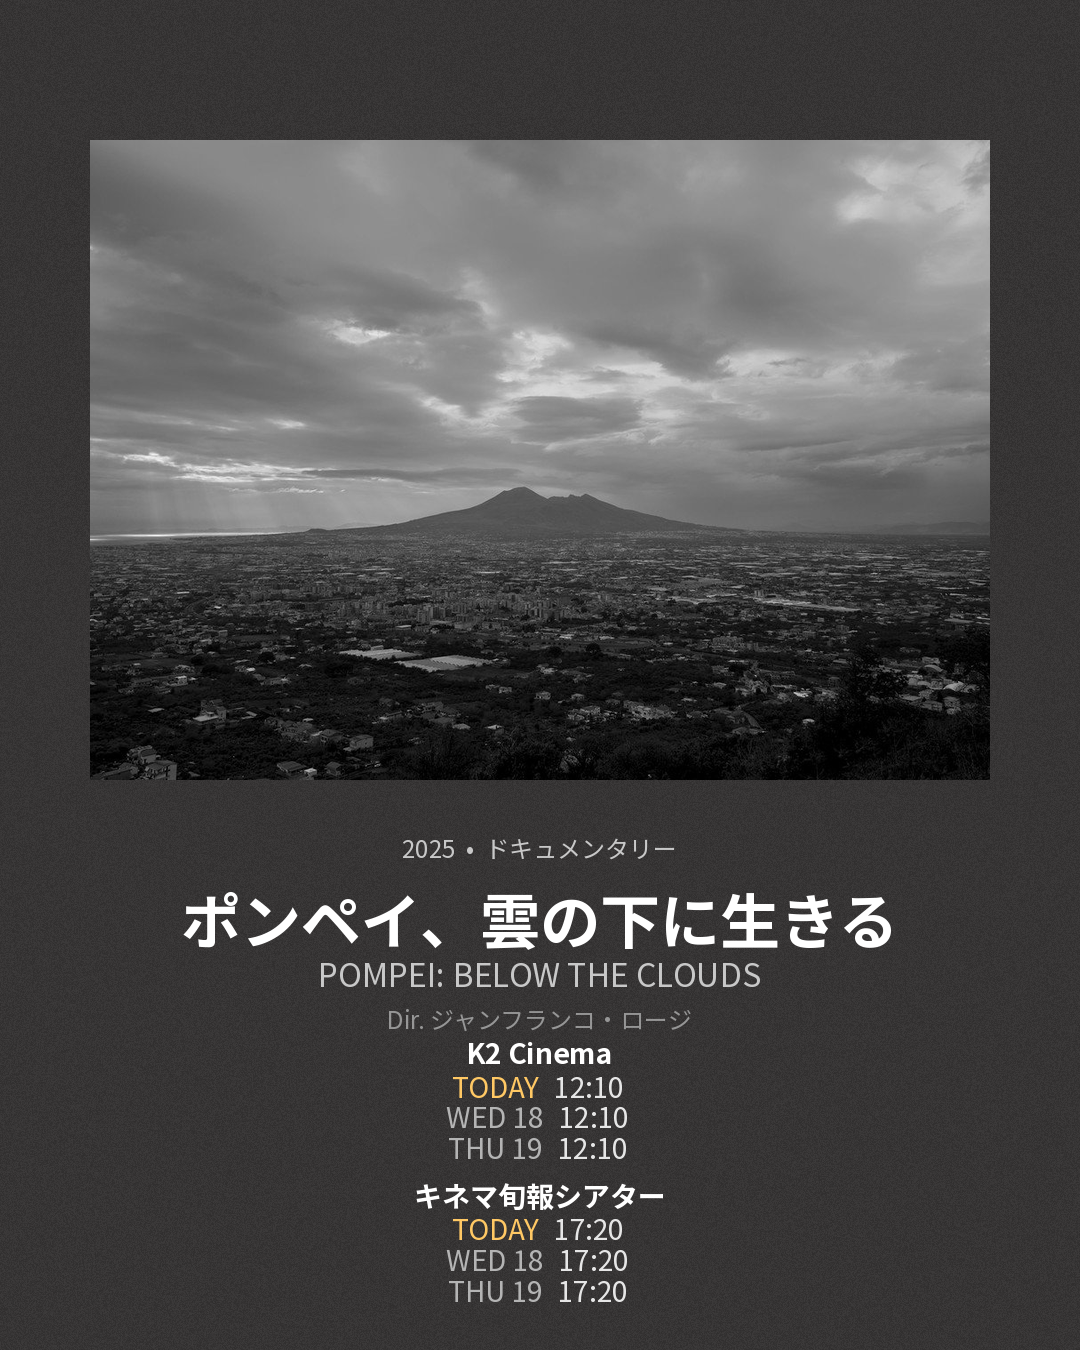 2025 • ドキュメンタリー
ポンペイ、雲の下に生きる
POMPEI: BELOW THE CLOUDS
Dir. ジャンフランコ・ロージ
K2 Cinema
TODAY 12:10
WED 18 12:10
THU 19 12:10
キネマ旬報シアター
TODAY 17:20
WED 18 17:20
THU 19 17:20